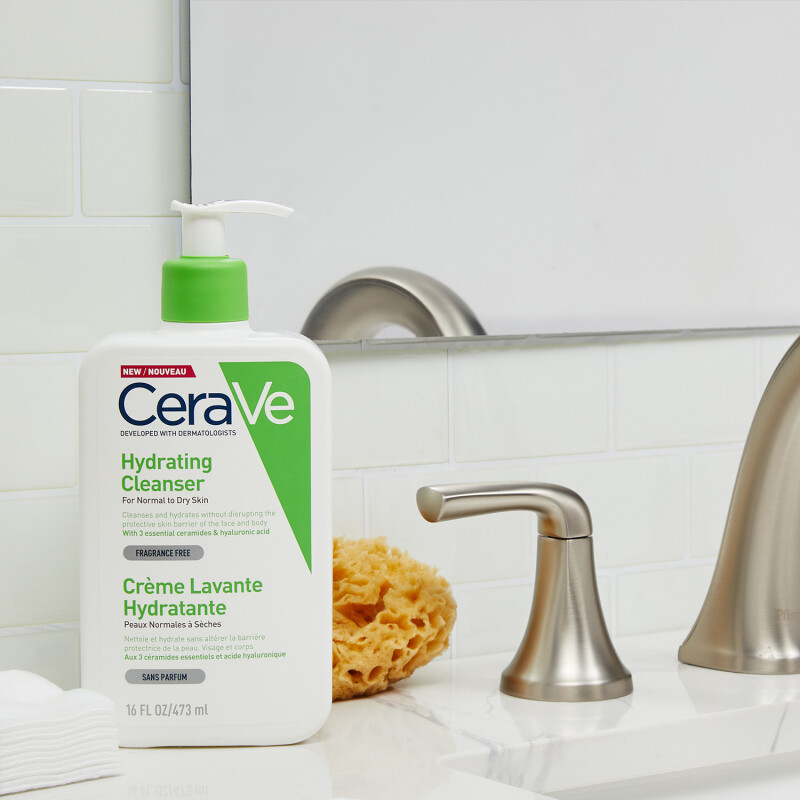 NEW / NOUVEAU
CeraVe
DEVELOPED WITH DERMATOLOGISTS
Hydrating
Cleanser
For Normal to Dry Skin
Cleanses and hydrates without disrupting the
protective skin barrier of the face and body
With 3 essential ceramides & hyaluronic acid
FRAGRANCE FREE
Crème Lavante
Hydratante
Peaux Normales à Sèches
Nettoie et hydrate sans altérer la barrière
protectrice de la peau. Visage et corps
Aux 3 céramides essentiels et acide hyaluronique
SANS PARFUM
16 FL OZ/473 ml